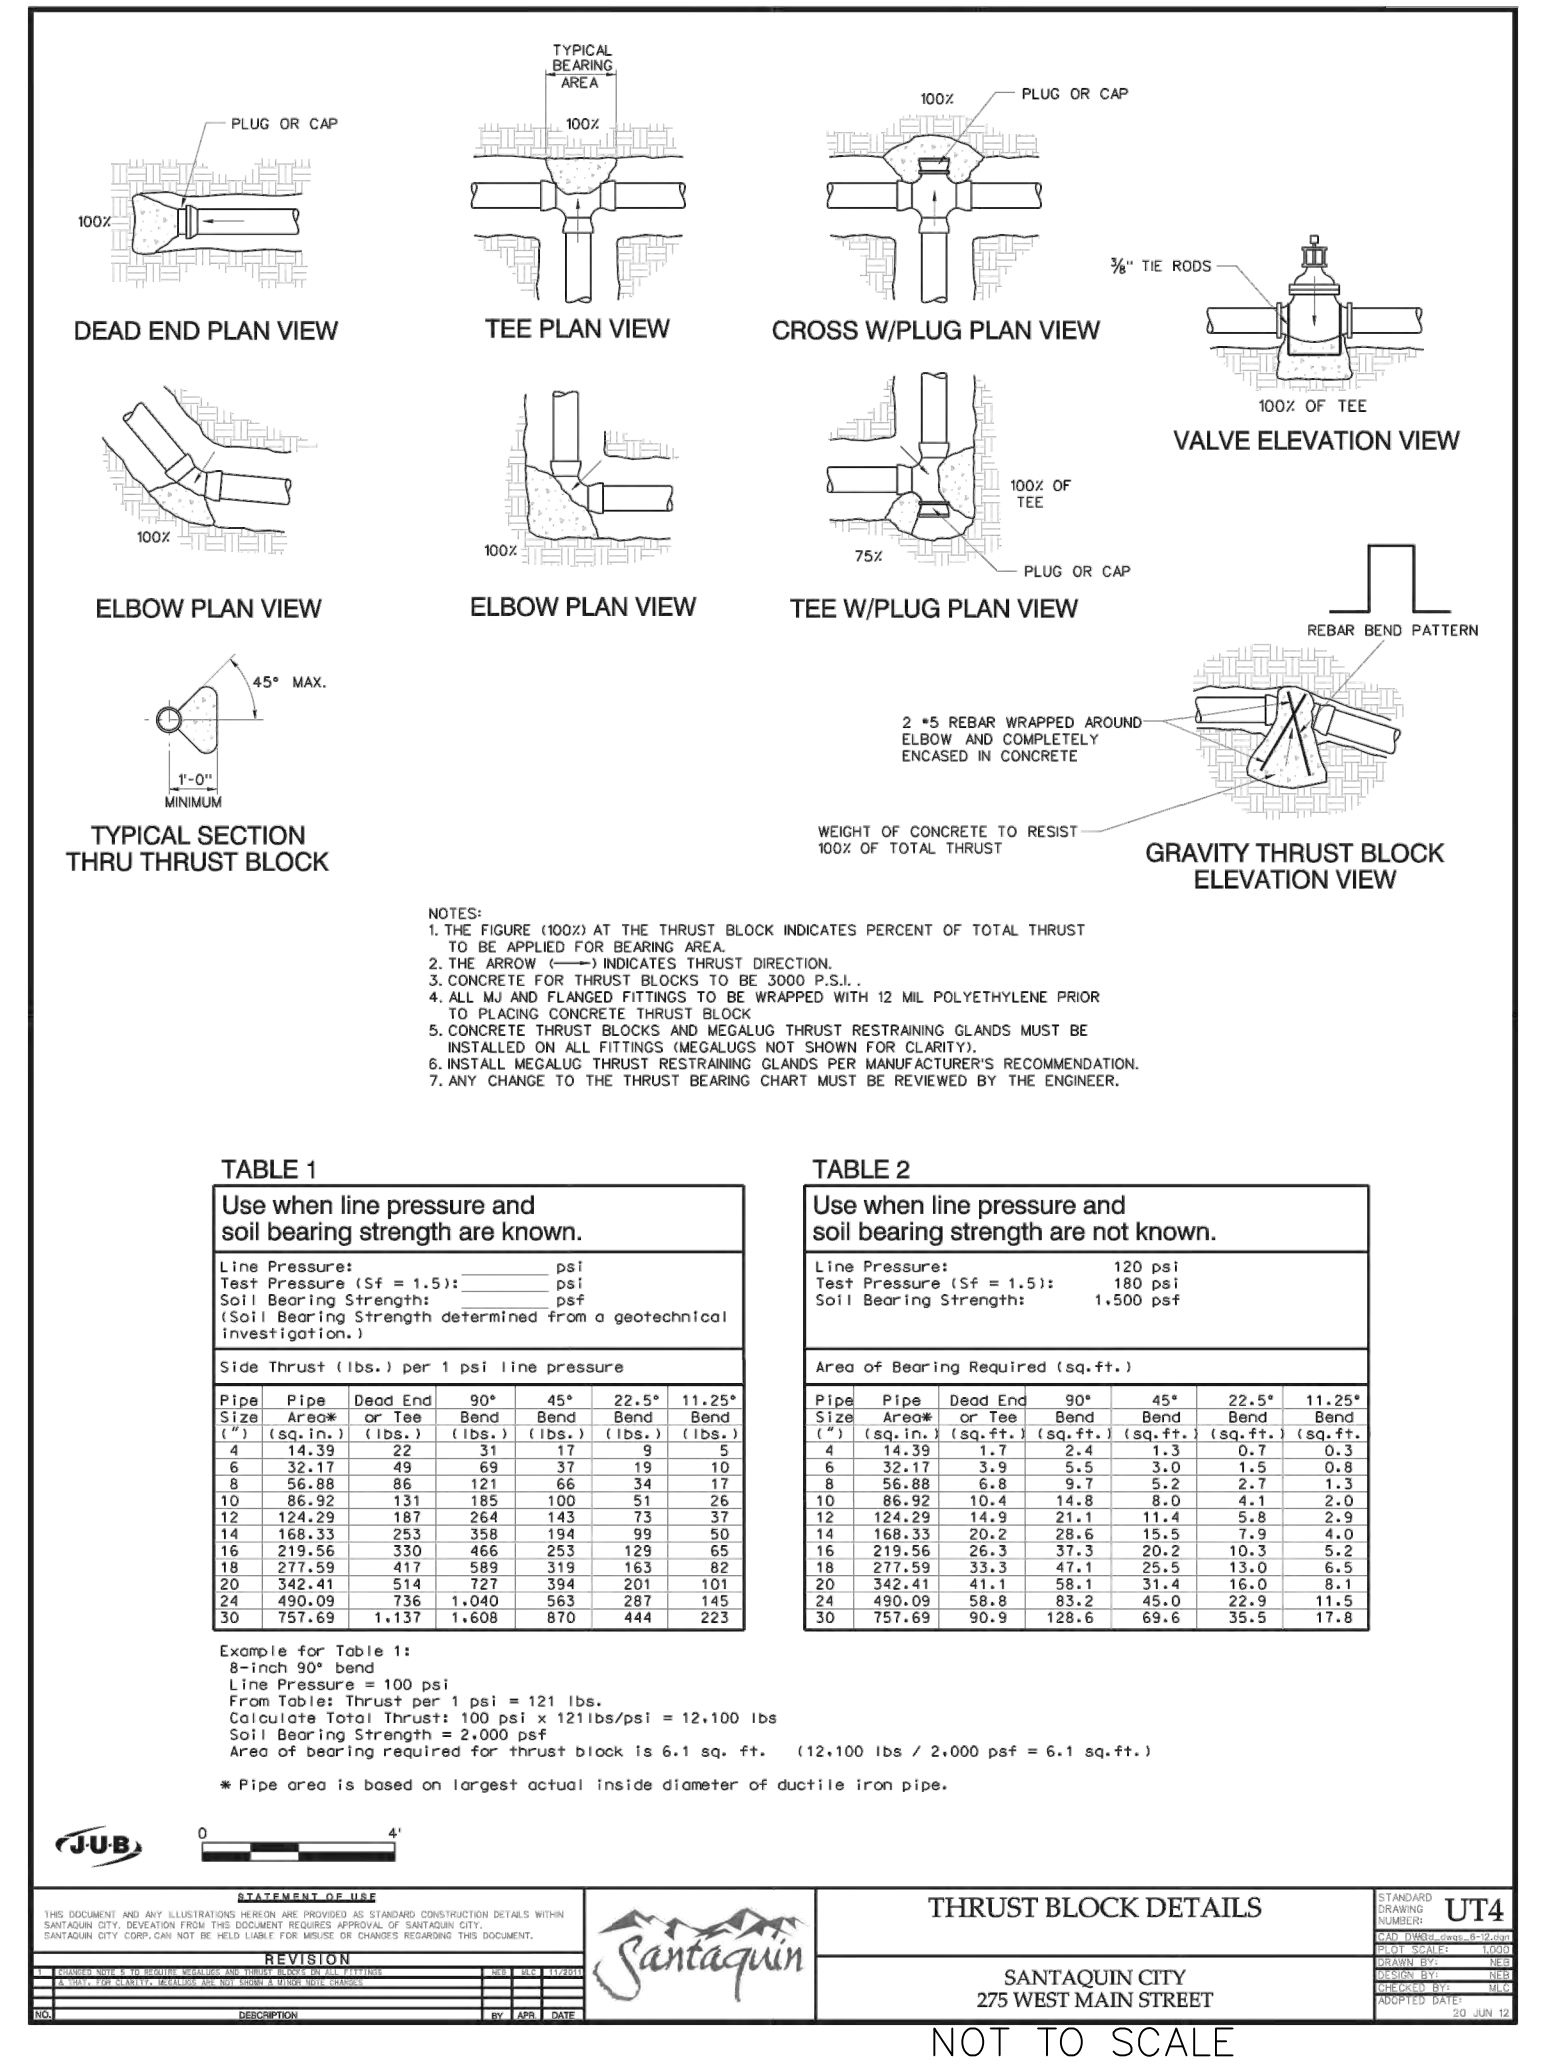 TYPICAL
BEARING
AREA
100%
PLUG OR CAP
100%
DEAD END PLAN VIEW
TEE PLAN VIEW
100%
PLUG OR CAP
CROSS W/PLUG PLAN VIEW
3/8" TIE RODS
100% OF TEE
VALVE ELEVATION VIEW
100%
ELBOW PLAN VIEW
100%
ELBOW PLAN VIEW
100% OF
TEE
75%
PLUG OR CAP
TEE W/PLUG PLAN VIEW
REBAR BEND PATTERN
45° MAX.
1'-0"
MINIMUM
TYPICAL SECTION
THRU THRUST BLOCK
2 #5 REBAR WRAPPED AROUND
ELBOW AND COMPLETELY
ENCASED IN CONCRETE
WEIGHT OF CONCRETE TO RESIST
100% OF TOTAL THRUST
GRAVITY THRUST BLOCK
ELEVATION VIEW
NOTES:
1. THE FIGURE (100%) AT THE THRUST BLOCK INDICATES PERCENT OF TOTAL THRUST
TO BE APPLIED FOR BEARING AREA.
2. THE ARROW (⟶) INDICATES THRUST DIRECTION.
3. CONCRETE FOR THRUST BLOCKS TO BE 3000 P.S.I..
4. ALL MJ AND FLANGED FITTINGS TO BE WRAPPED WITH 12 MIL POLYETHYLENE PRIOR
TO PLACING CONCRETE THRUST BLOCK
5. CONCRETE THRUST BLOCKS AND MEGALUG THRUST RESTRAINING GLANDS MUST BE
INSTALLED ON ALL FITTINGS (MEGALUGS NOT SHOWN FOR CLARITY).
6. INSTALL MEGALUG THRUST RESTRAINING GLANDS PER MANUFACTURER'S RECOMMENDATION.
7. ANY CHANGE TO THE THRUST BEARING CHART MUST BE REVIEWED BY THE ENGINEER.
TABLE 1
Use when line pressure and
soil bearing strength are known.
Line Pressure: ________ psi
Test Pressure (Sf = 1.5): ________ psi
Soil Bearing Strength: ________ psf
(Soil Bearing Strength determined from a geotechnical
investigation.)
Side Thrust (lbs.) per 1 psi line pressure
Pipe Pipe Dead End 90° 45° 22.5° 11.25°
Size Area* or Tee Bend Bend Bend Bend
(") (sq.in.) (lbs.) (lbs.) (lbs.) (lbs.) (lbs.)
4 14.39 22 31 17 9 5
6 32.17 49 69 37 19 10
8 56.88 86 121 66 34 17
10 86.92 131 185 100 51 26
12 124.29 187 264 143 73 37
14 168.33 253 358 194 99 50
16 219.56 330 466 253 129 65
18 277.59 417 589 319 163 82
20 342.41 514 727 394 201 101
24 490.09 736 1,040 563 287 145
30 757.69 1,137 1,608 870 444 223
TABLE 2
Use when line pressure and
soil bearing strength are not known.
Line Pressure: 120 psi
Test Pressure (Sf = 1.5): 180 psi
Soil Bearing Strength: 1,500 psf
Area of Bearing Required (sq.ft.)
Pipe Pipe Dead End 90° 45° 22.5° 11.25°
Size Area* or Tee Bend Bend Bend Bend
(") (sq.in.) (sq.ft.) (sq.ft.) (sq.ft.) (sq.ft.) (sq.ft.
4 14.39 1.7 2.4 1.3 0.7 0.3
6 32.17 3.9 5.5 3.0 1.5 0.8
8 56.88 6.8 9.7 5.2 2.7 1.3
10 86.92 10.4 14.8 8.0 4.1 2.0
12 124.29 14.9 21.1 11.4 5.8 2.9
14 168.33 20.2 28.6 15.5 7.9 4.0
16 219.56 26.3 37.3 20.2 10.3 5.2
18 277.59 33.3 47.1 25.5 13.0 6.5
20 342.41 41.1 58.1 31.4 16.0 8.1
24 490.09 58.8 83.2 45.0 22.9 11.5
30 757.69 90.9 128.6 69.6 35.5 17.8
Example for Table 1:
8-inch 90° bend
Line Pressure = 100 psi
From Table: Thrust per 1 psi = 121 lbs.
Calculate Total Thrust: 100 psi x 121lbs/psi = 12,100 lbs
Soil Bearing Strength = 2,000 psf
Area of bearing required for thrust block is 6.1 sq. ft. (12,100 lbs / 2,000 psf = 6.1 sq.ft.)
* Pipe area is based on largest actual inside diameter of ductile iron pipe.
J-U-B
0 4'
STATEMENT OF USE
THIS DOCUMENT AND ANY ILLUSTRATIONS HEREON ARE PROVIDED AS STANDARD CONSTRUCTION DETAILS WITHIN
SANTAQUIN CITY. DEVEATION FROM THIS DOCUMENT REQUIRES APPROVAL OF SANTAQUIN CITY.
SANTAQUIN CITY CORP. CAN NOT BE HELD LIABLE FOR MISUSE OR CHANGES REGARDING THIS DOCUMENT.
REVISION
1 CHANGED NOTE 5 TO REQUIRE MEGALUGS AND THRUST BLOCKS ON ALL FITTINGS NEB MLC 11/2011
& THAT, FOR CLARITY, MEGALUGS ARE NOT SHOWN & MINOR NOTE CHANGES
NO. DESCRIPTION BY APR. DATE
Santaquin
THRUST BLOCK DETAILS
SANTAQUIN CITY
275 WEST MAIN STREET
STANDARD
DRAWING
NUMBER: UT4
PLOT SCALE: 1.000
DRAWN BY: NEB
DESIGN BY: NEB
CHECKED BY: MLC
ADOPTED DATE:
20 JUN 12
NOT TO SCALE